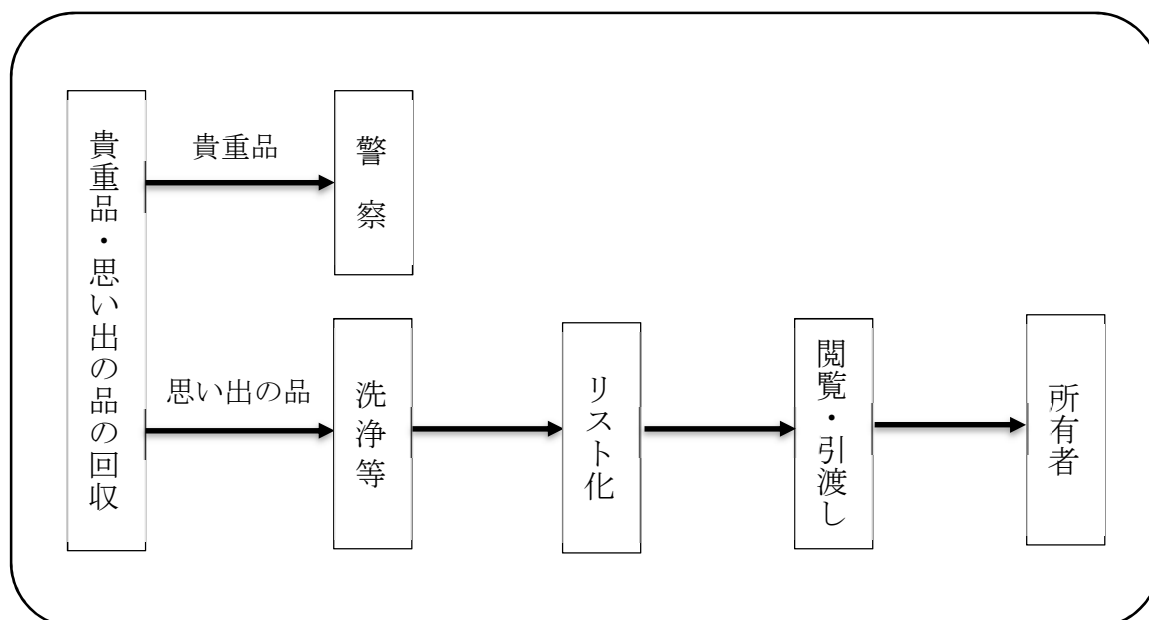 貴重品・思い出の品の回収
貴重品
警察
思い出の品
洗浄等
リスト化
閲覧・引渡し
所有者